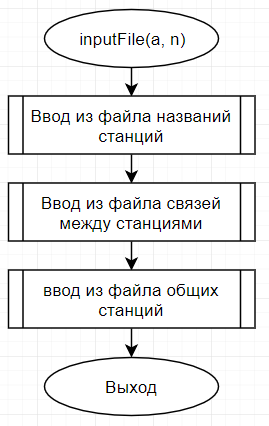 inputFile(a, n)
Ввод из файла названий
станций
Ввод из файла связей
между станциями
ввод из файла общих
станций
Выход